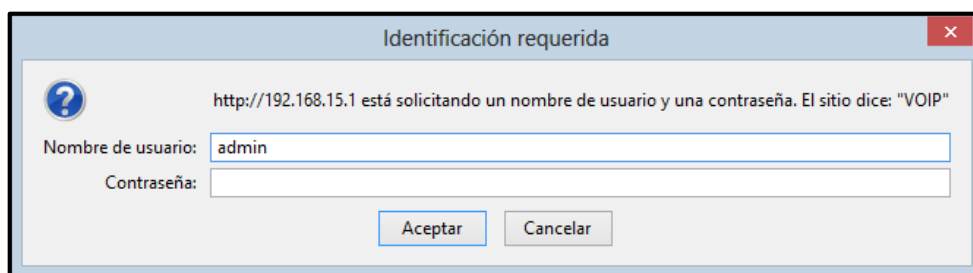 Identificación requerida
http://192.168.15.1 está solicitando un nombre de usuario y una contraseña. El sitio dice: "VOIP"
Nombre de usuario: admin
Contraseña:
Aceptar Cancelar